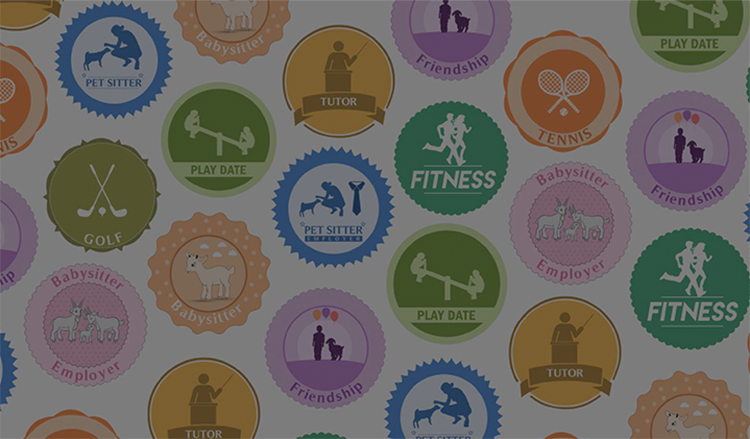 PLAY DATE
Babysitter
Friendship
PET SITTER
TUTOR
TENNIS
PLAY DATE
FITNESS
Friendship
Babysitter
Employer
PET SITTER
EMPLOYER
GOLF
Babysitter
PLAY DATE
FITNESS
Babysitter
Employer
Friendship
TUTOR
PET SITTER
TUTOR